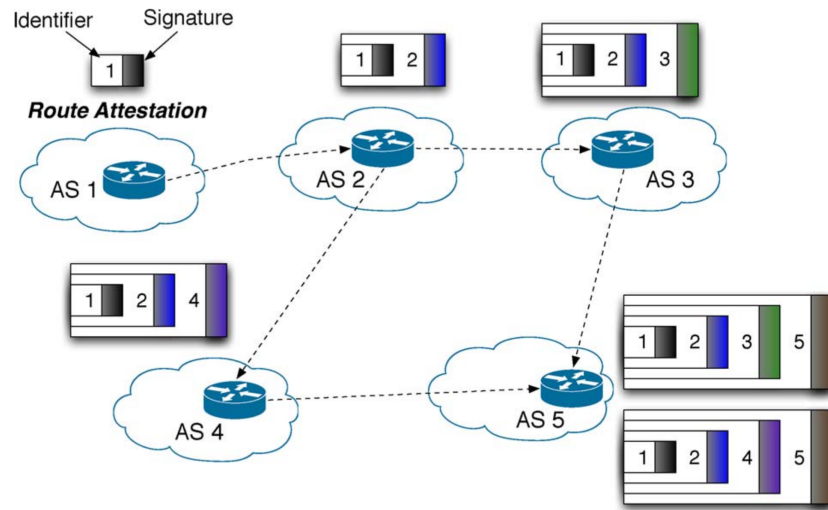 Identifier
Signature
1
Route Attestation
1 2
1 2 3
AS 1
AS 2
AS 3
1 2 4
1 2 3 5
AS 4
AS 5
1 2 4 5